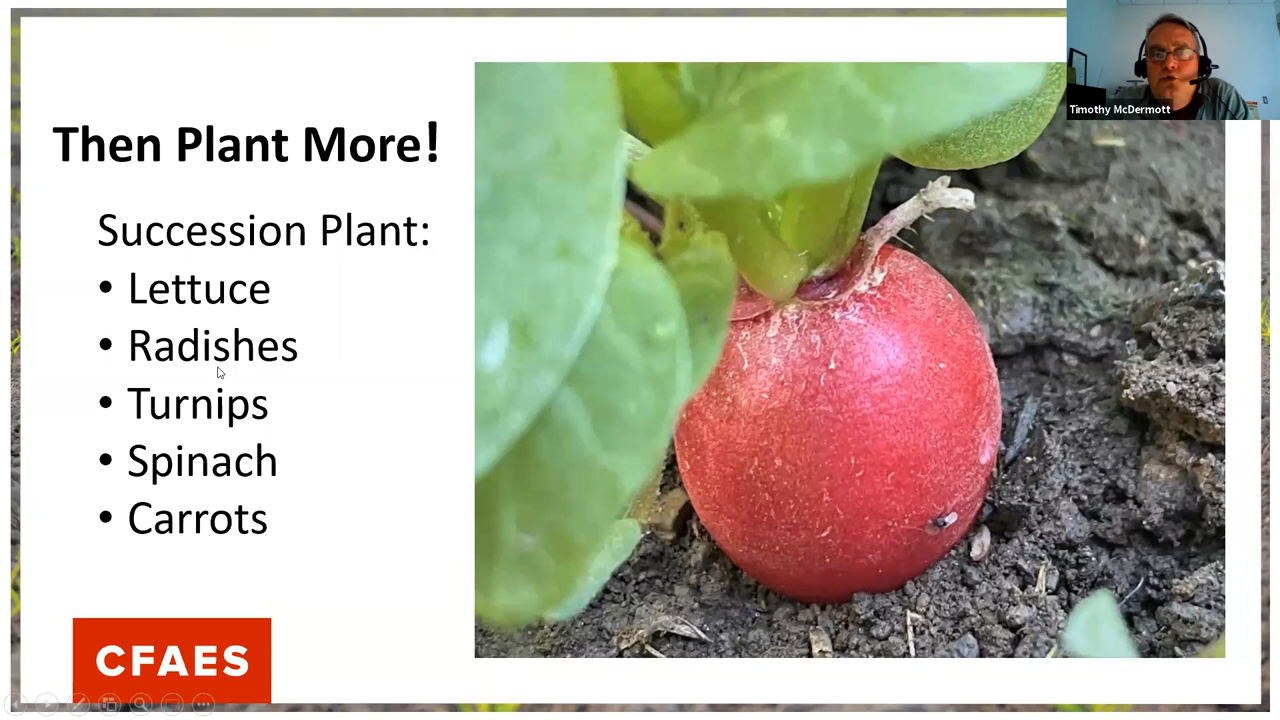 Timothy McDermott
Then Plant More!
Succession Plant:
• Lettuce
• Radishes
• Turnips
• Spinach
• Carrots
CFAES